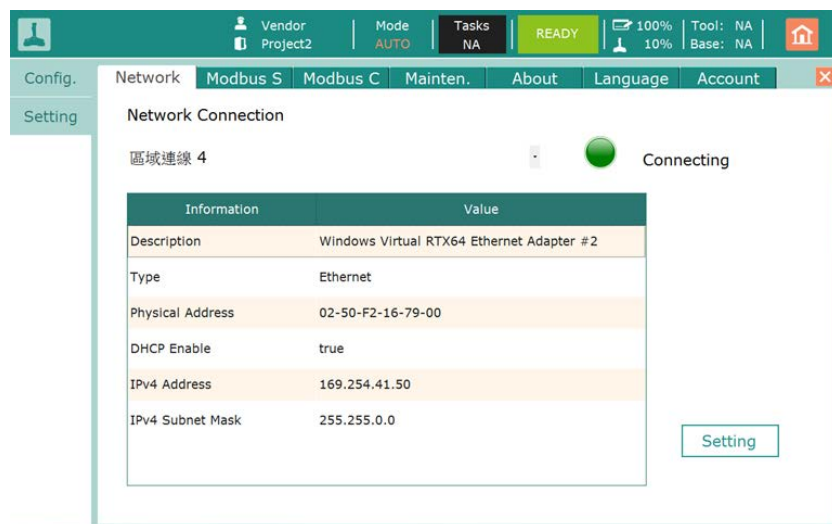 Vendor
Project2
Mode
AUTO
Tasks
NA
READY
100%
10%
Tool: NA
Base: NA
Config.
Setting
Network Modbus S Modbus C Mainten. About Language Account
Network Connection
區域連線 4
Connecting
Information Value
Description Windows Virtual RTX64 Ethernet Adapter #2
Type Ethernet
Physical Address 02-50-F2-16-79-00
DHCP Enable true
IPv4 Address 169.254.41.50
IPv4 Subnet Mask 255.255.0.0
Setting